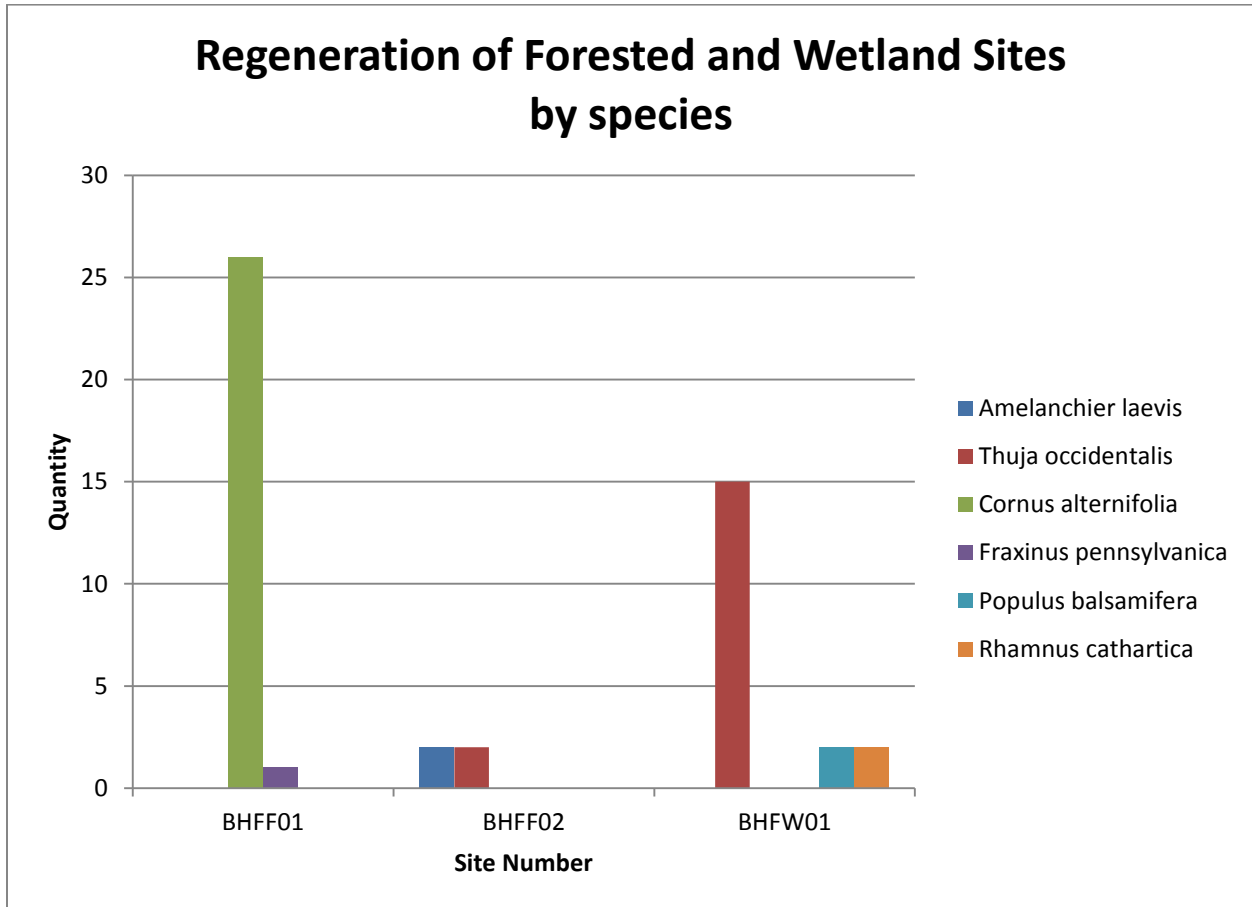 Regeneration of Forested and Wetland Sites
by species
30
25
20
15
10
5
0
Quantity
BHFF01
BHFF02
BHFW01
Site Number
Amelanchier laevis
Thuja occidentalis
Cornus alternifolia
Fraxinus pennsylvanica
Populus balsamifera
Rhamnus cathartica